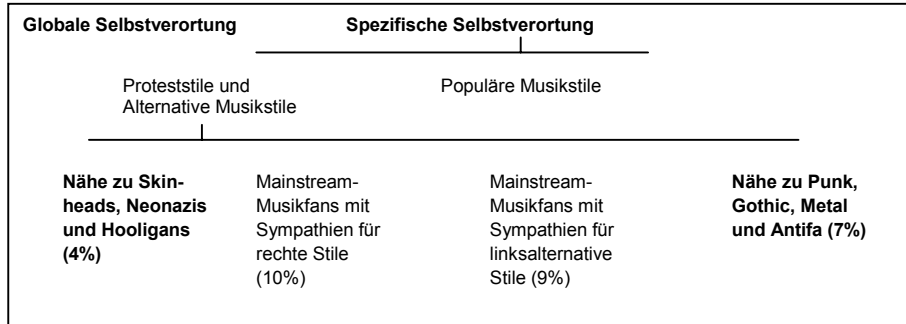 Globale Selbstverortung
Spezifische Selbstverortung
Proteststile und
Alternative Musikstile
Populäre Musikstile
Nähe zu Skin-
heads, Neonazis
und Hooligans
(4%)
Mainstream-
Musikfans mit
Sympathien für
rechte Stile
(10%)
Mainstream-
Musikfans mit
Sympathien für
linksalternative
Stile (9%)
Nähe zu Punk,
Gothic, Metal
und Antifa (7%)